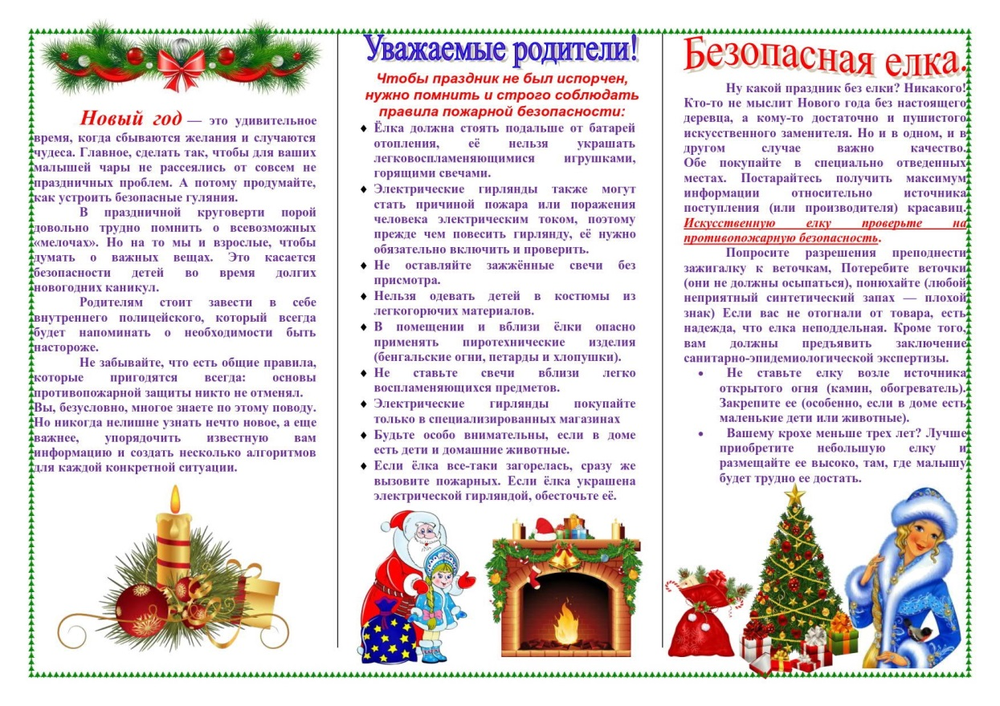 Новый год — это удивительное
время, когда сбываются желания и случаются
чудеса. Главное, сделать так, чтобы для ваших
малышей чары не рассеялись от совсем не
праздничных проблем. А потому продумайте,
как устроить безопасные гуляния.
В праздничной круговерти порой
довольно трудно помнить о всевозможных
«мелочах». Но на то мы и взрослые, чтобы
думать о важных вещах. Это касается
безопасности детей во время долгих
новогодних каникул.
Родителям стоит завести в себе
внутреннего полицейского, который всегда
будет напоминать о необходимости быть
настороже.
Не забывайте, что есть общие правила,
которые пригодятся всегда: основы
противопожарной защиты никто не отменял.
Вы, безусловно, многое знаете по этому поводу.
Но никогда нелишне узнать нечто новое, а еще
важнее, упорядочить известную вам
информацию и создать несколько алгоритмов
для каждой конкретной ситуации.
Уважаемые родители!
Чтобы праздник не был испорчен,
нужно помнить и строго соблюдать
правила пожарной безопасности:
♦ Ёлка должна стоять подальше от батарей
отопления, её нельзя украшать
легковоспламеняющимися игрушками,
горящими свечами.
♦ Электрические гирлянды также могут
стать причиной пожара или поражения
человека электрическим током, поэтому
прежде чем повесить гирлянду, её нужно
обязательно включить и проверить.
♦ Не оставляйте зажжённые свечи без
присмотра.
♦ Нельзя одевать детей в костюмы из
легкогорючих материалов.
♦ В помещении и вблизи ёлки опасно
применять пиротехнические изделия
(бенгальские огни, петарды и хлопушки).
♦ Не ставьте свечи вблизи легко
воспламеняющихся предметов.
♦ Электрические гирлянды покупайте
только в специализированных магазинах
♦ Будьте особо внимательны, если в доме
есть дети и домашние животные.
♦ Если ёлка все-таки загорелась, сразу же
вызовите пожарных. Если ёлка украшена
электрической гирляндой, обесточьте её.
Безопасная елка.
Ну какой праздник без елки? Никакого!
Кто-то не мыслит Нового года без настоящего
деревца, а кому-то достаточно и пушистого
искусственного заменителя. Но и в одном, и в
другом случае важно качество.
Обе покупайте в специально отведенных
местах. Постарайтесь получить максимум
информации относительно источника
поступления (или производителя) красавиц.
Искусственную елку проверьте на
противопожарную безопасность.
Попросите разрешения преподнести
зажигалку к веточкам, Потеребите веточки
(они не должны осыпаться), понюхайте (любой
неприятный синтетический запах — плохой
знак) Если вас не отогнали от товара, есть
надежда, что елка неподдельная. Кроме того,
вам должны предъявить заключение
санитарно-эпидемиологической экспертизы.
• Не ставьте елку возле источника
открытого огня (камин, обогреватель).
Закрепите ее (особенно, если в доме есть
маленькие дети или животные).
• Вашему крохе меньше трех лет? Лучше
приобретите небольшую елку и
размещайте ее высоко, там, где малышу
будет трудно ее достать.